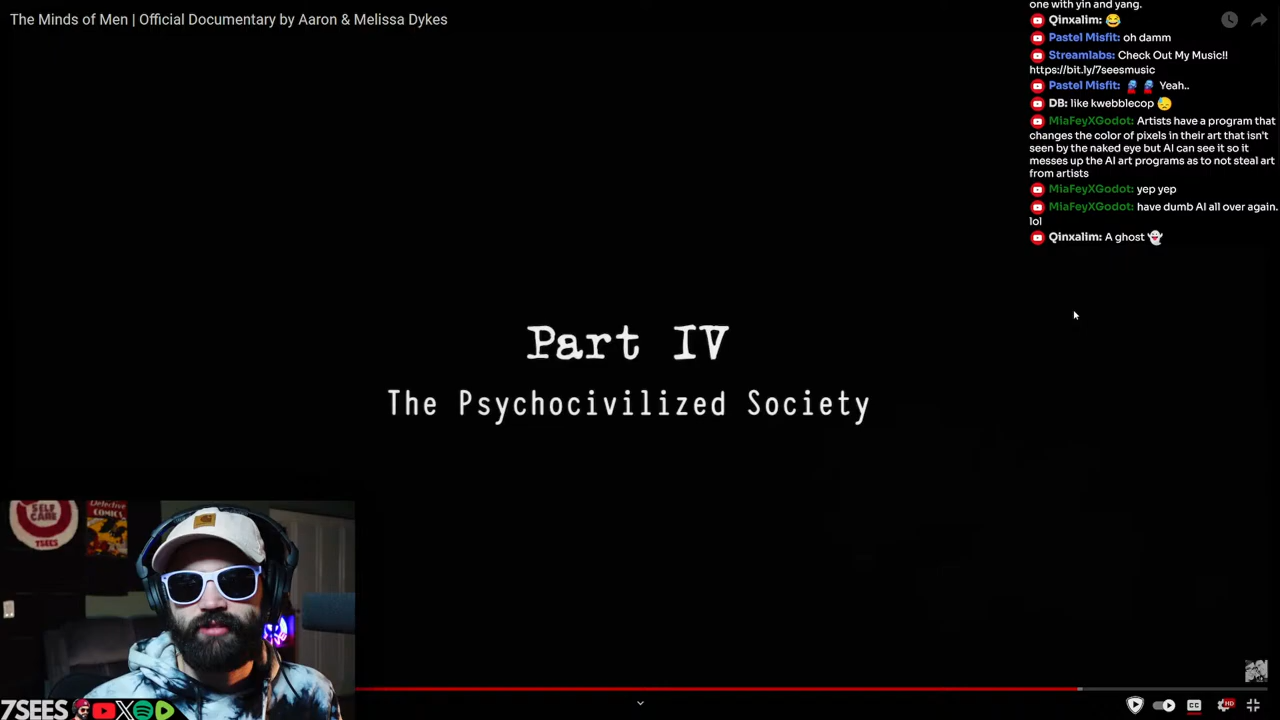 The Minds of Men | Official Documentary by Aaron & Melissa Dykes
one with yin and yang.
Qinxalim: 😂
Pastel Misfit: oh damm
Streamlabs: Check Out My Music!!
https://bit.ly/7seesmusic
Pastel Misfit: Yeah..
DB: like kwebblecop 😓
MiaFeyXGodot: Artists have a program that
changes the color of pixels in their art that isn't
seen by the naked eye but AI can see it so it
messes up the AI art programs as to not steal art
from artists
MiaFeyXGodot: yep yep
MiaFeyXGodot: have dumb AI all over again.
lol
Qinxalim: A ghost 👻
Part IV
The Psychocivilized Society
SELF
CARE
7SEES
Detective
COMICS
7SEES
CC
HD